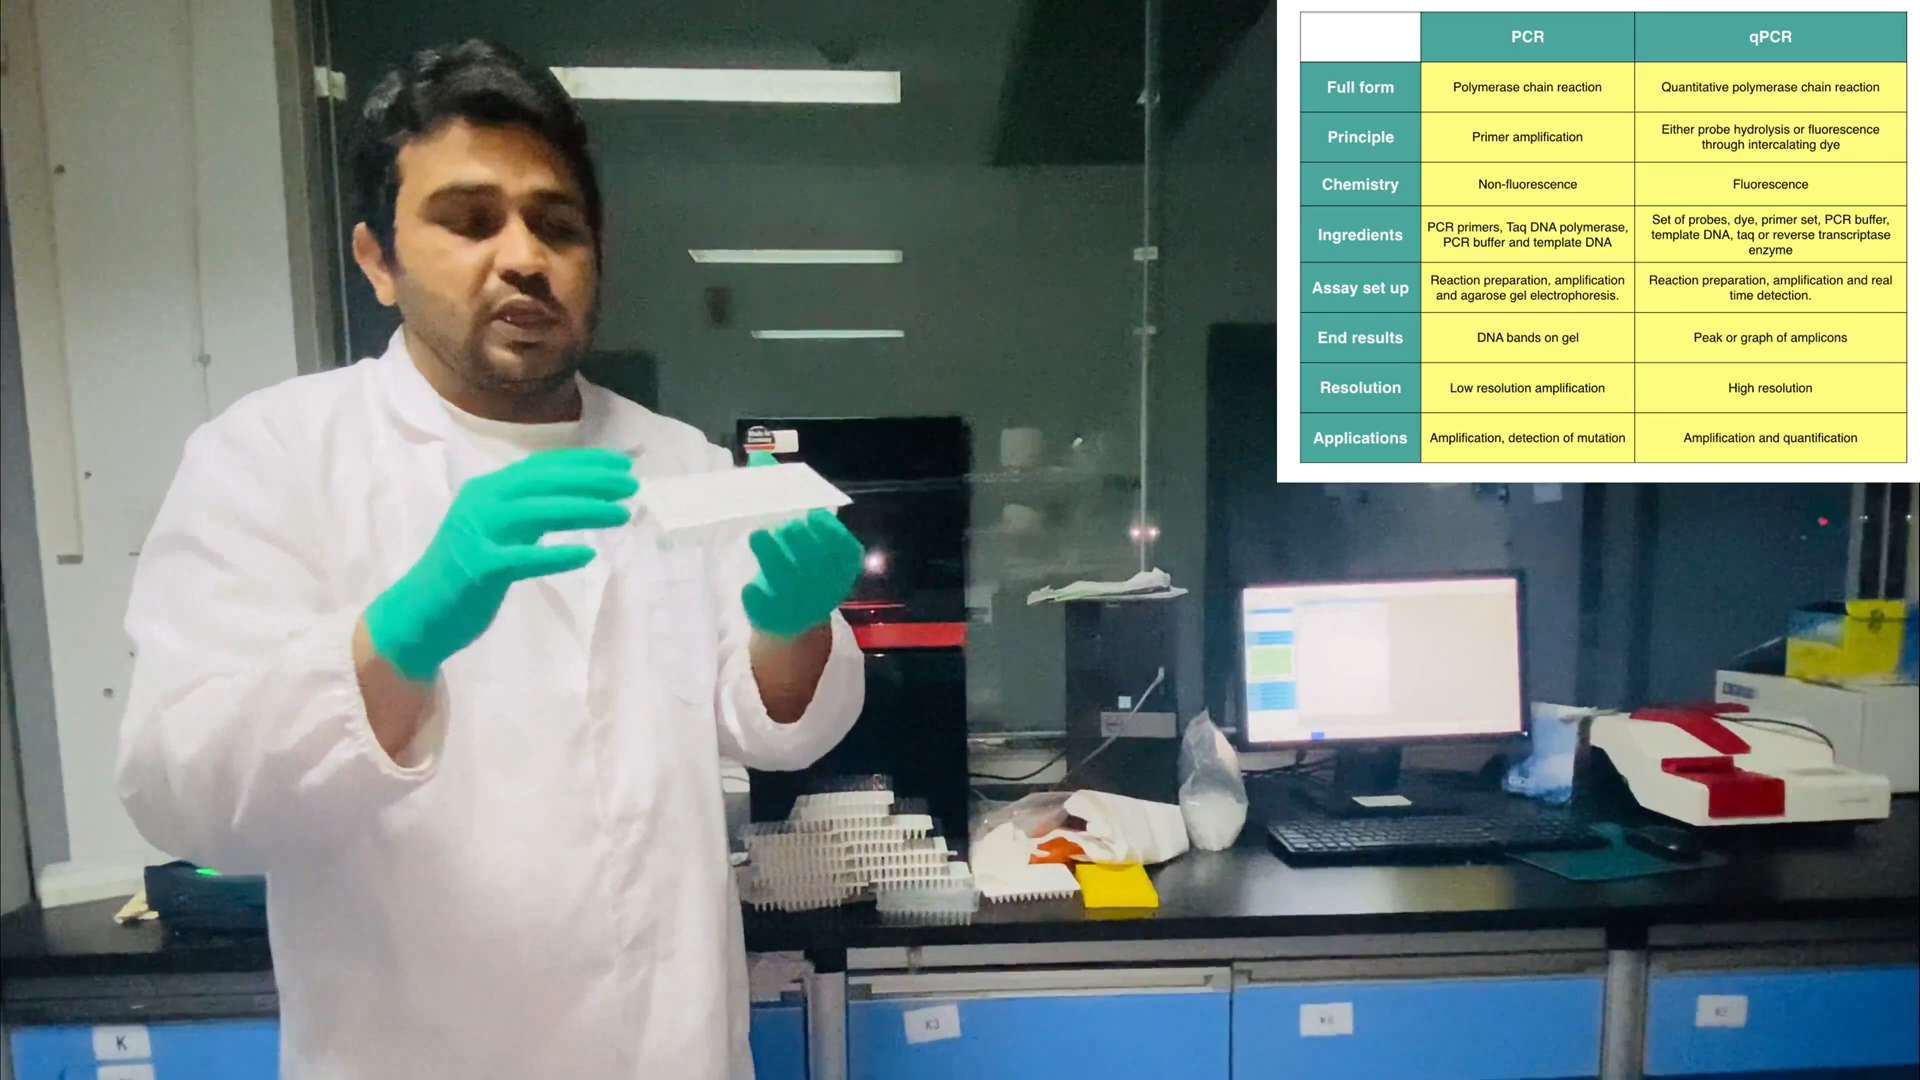 PCR
qPCR
Full form
Polymerase chain reaction
Quantitative polymerase chain reaction
Principle
Primer amplification
Either probe hydrolysis or fluorescence
through intercalating dye
Chemistry
Non-fluorescence
Fluorescence
Ingredients
PCR primers, Taq DNA polymerase,
PCR buffer and template DNA
Set of probes, dye, primer set, PCR buffer,
template DNA, taq or reverse transcriptase
enzyme
Assay set up
Reaction preparation, amplification
and agarose gel electrophoresis.
Reaction preparation, amplification and real
time detection.
End results
DNA bands on gel
Peak or graph of amplicons
Resolution
Low resolution amplification
High resolution
Applications
Amplification, detection of mutation
Amplification and quantification
K
K3